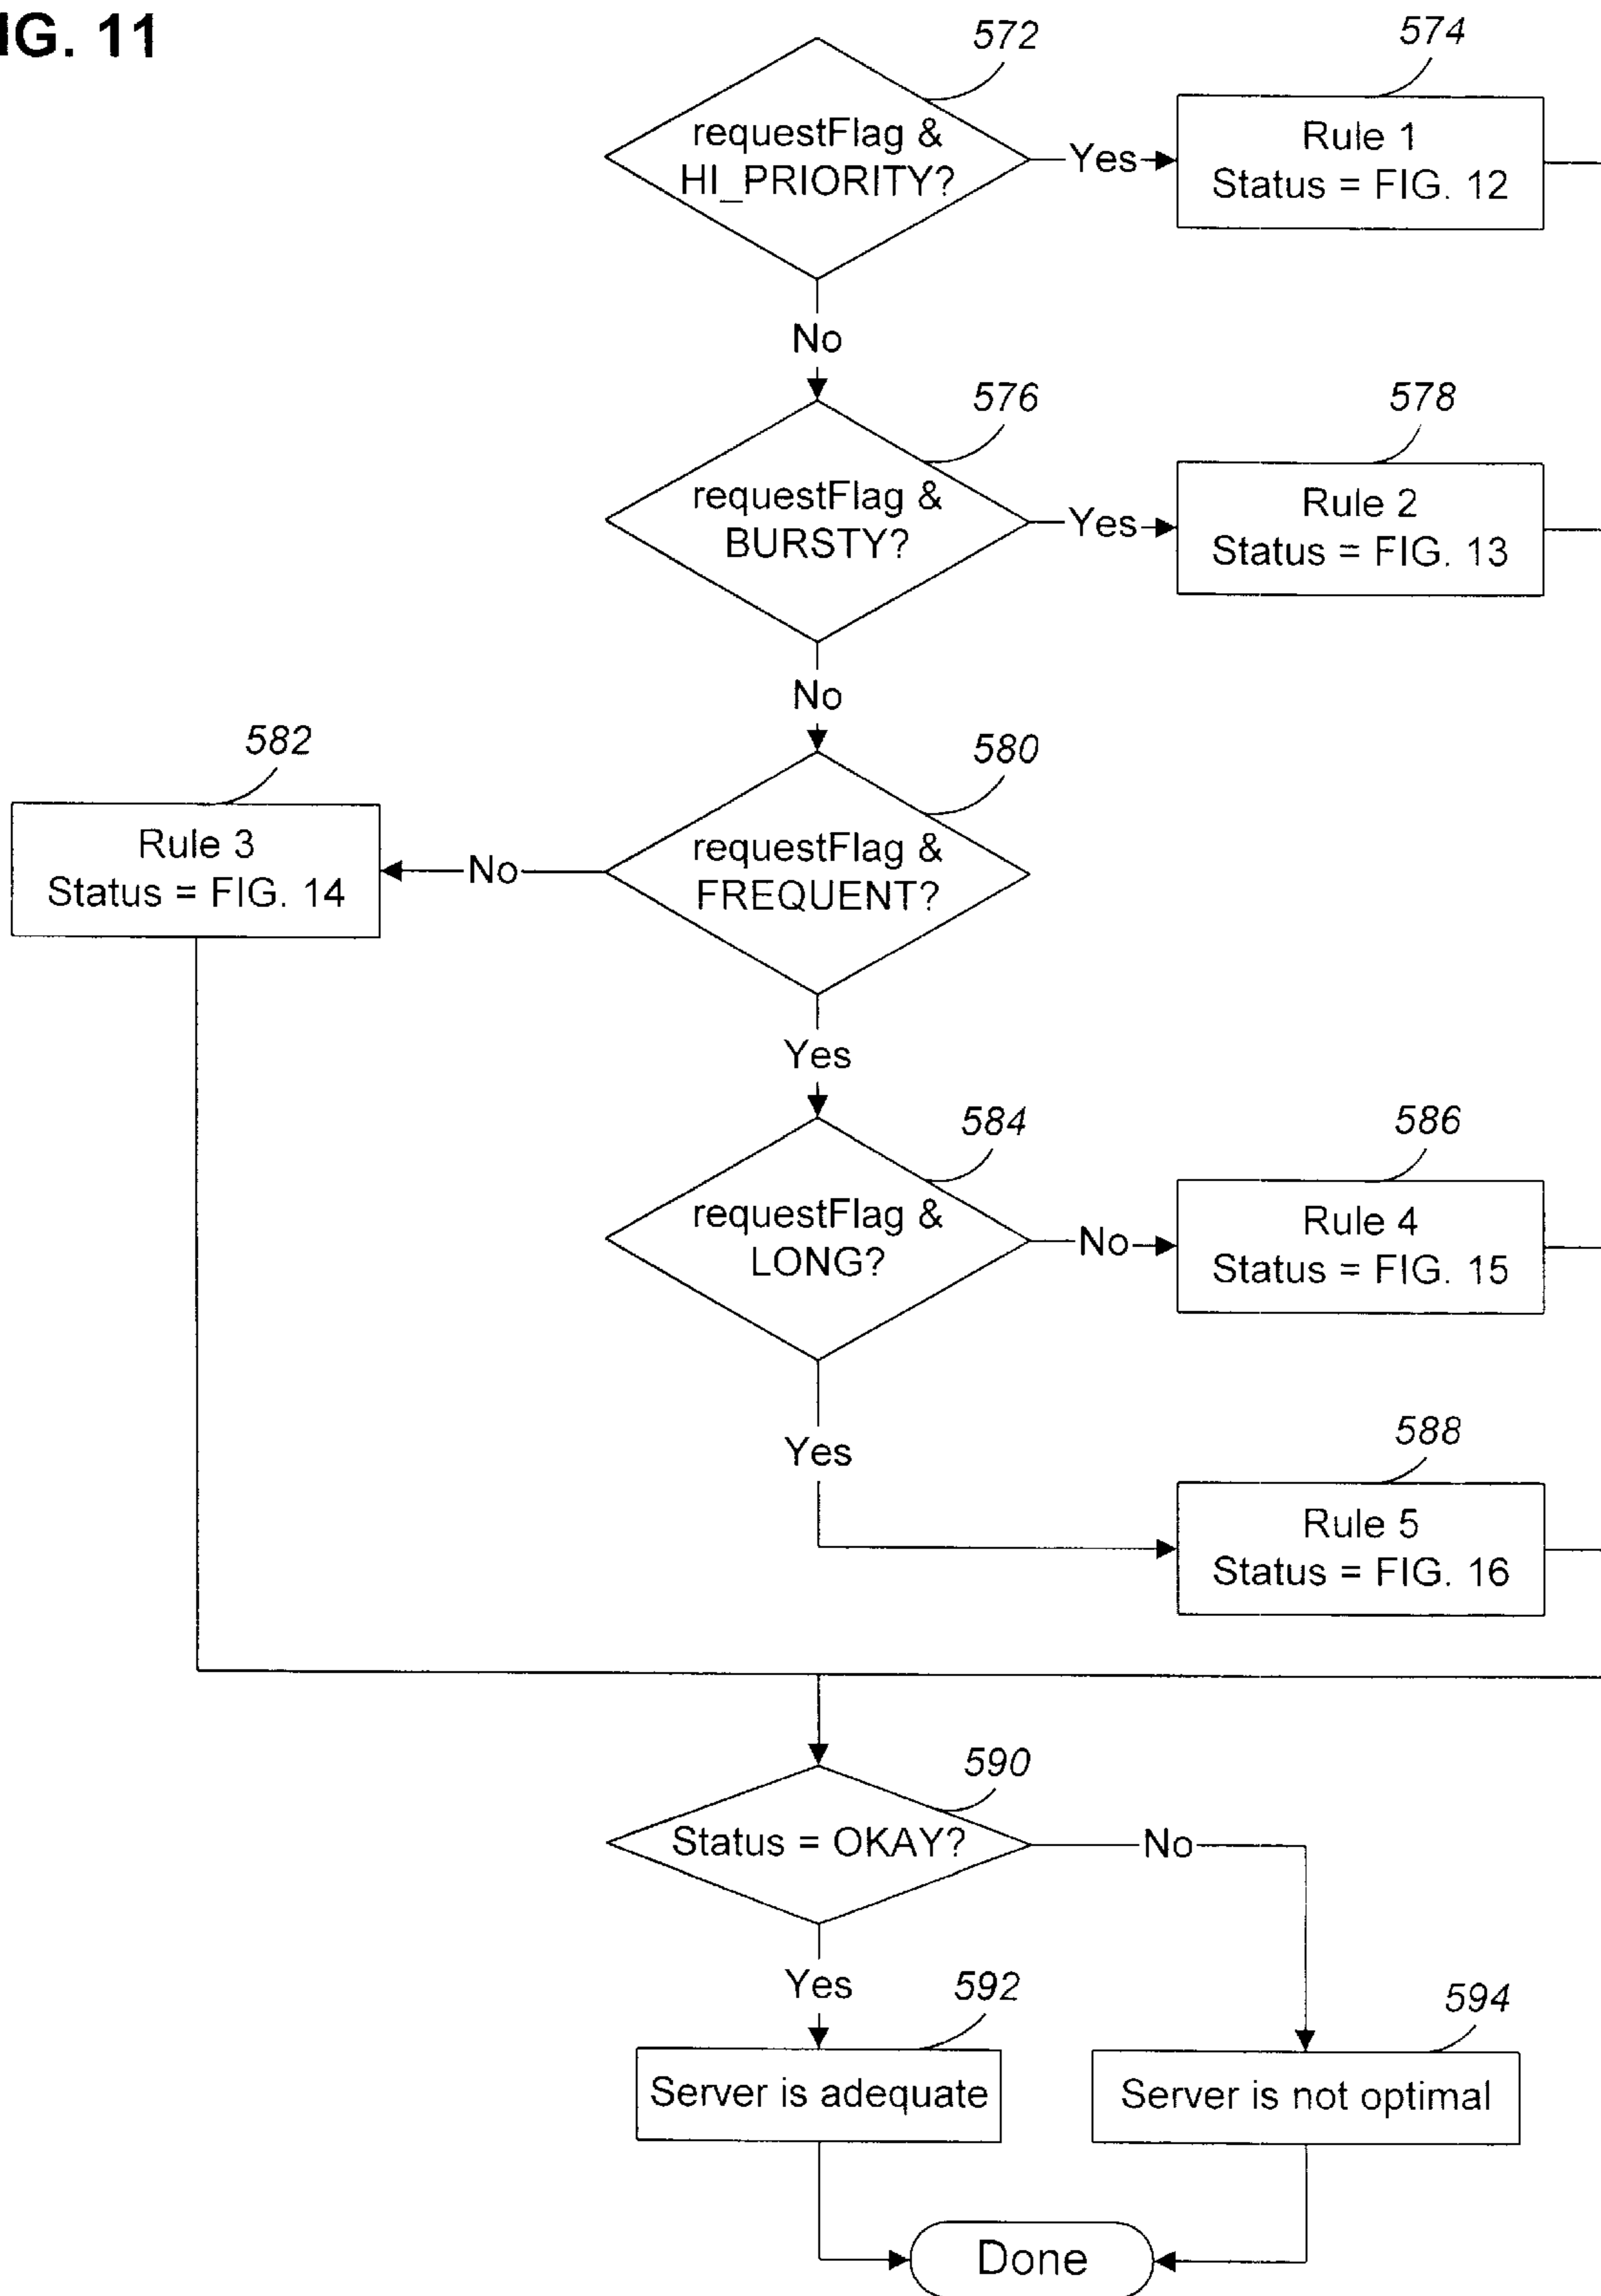 IG. 11
572
574
requestFlag &
HI_PRIORITY?
Yes
Rule 1
Status = FIG. 12
No
576
578
requestFlag &
BURSTY?
Yes
Rule 2
Status = FIG. 13
No
582
580
Rule 3
Status = FIG. 14
No
requestFlag &
FREQUENT?
Yes
584
586
requestFlag &
LONG?
No
Rule 4
Status = FIG. 15
Yes
588
Rule 5
Status = FIG. 16
590
Status = OKAY?
No
Yes
592
594
Server is adequate
Server is not optimal
Done